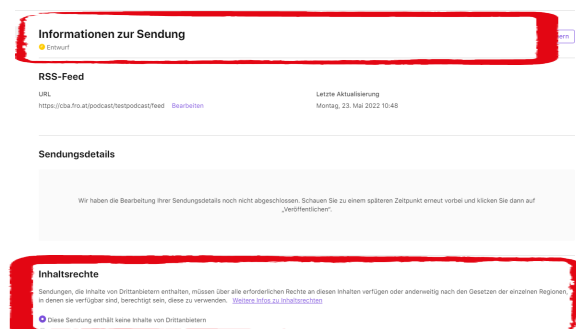 Informationen zur Sendung
ern
Entwurf
RSS-Feed
URL
Letzte Aktualisierung
https://cba.fro.at/podcast/testpodcast/feed Bearbeiten
Montag, 23. Mai 2022 10:48
Sendungsdetails
Wir haben die Bearbeitung Ihrer Sendungsdetails noch nicht abgeschlossen. Schauen Sie zu einem späteren Zeitpunkt erneut vorbei und klicken Sie dann auf
„Veröffentlichen“.
Inhaltsrechte
Sendungen, die Inhalte von Drittanbietern enthalten, müssen über alle erforderlichen Rechte an diesen Inhalten verfügen oder anderweitig nach den Gesetzen der einzelnen Regionen,
in denen sie verfügbar sind, berechtigt sein, diese zu verwenden. Weitere Infos zu Inhaltsrechten
Diese Sendung enthält keine Inhalte von Drittanbietern